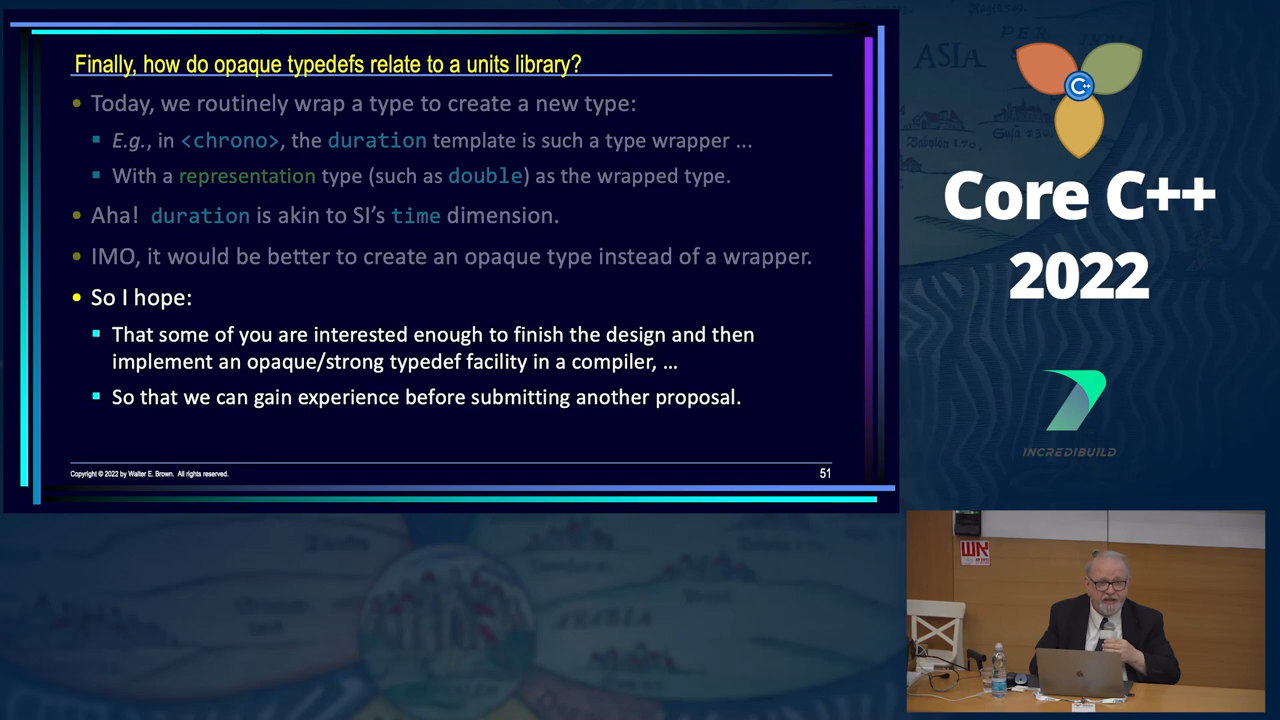 Finally, how do opaque typedefs relate to a units library?
• Today, we routinely wrap a type to create a new type:
▪ E.g., in <chrono>, the duration template is such a type wrapper ...
▪ With a representation type (such as double) as the wrapped type.
• Aha! duration is akin to SI's time dimension.
• IMO, it would be better to create an opaque type instead of a wrapper.
• So I hope:
▪ That some of you are interested enough to finish the design and then
implement an opaque/strong typedef facility in a compiler, …
▪ So that we can gain experience before submitting another proposal.
Copyright © 2022 by Walter E. Brown. All rights reserved.
51
ASIA
PER
INDIA
C++
Core C++
2022
INCREDIBUILD
ARABIA